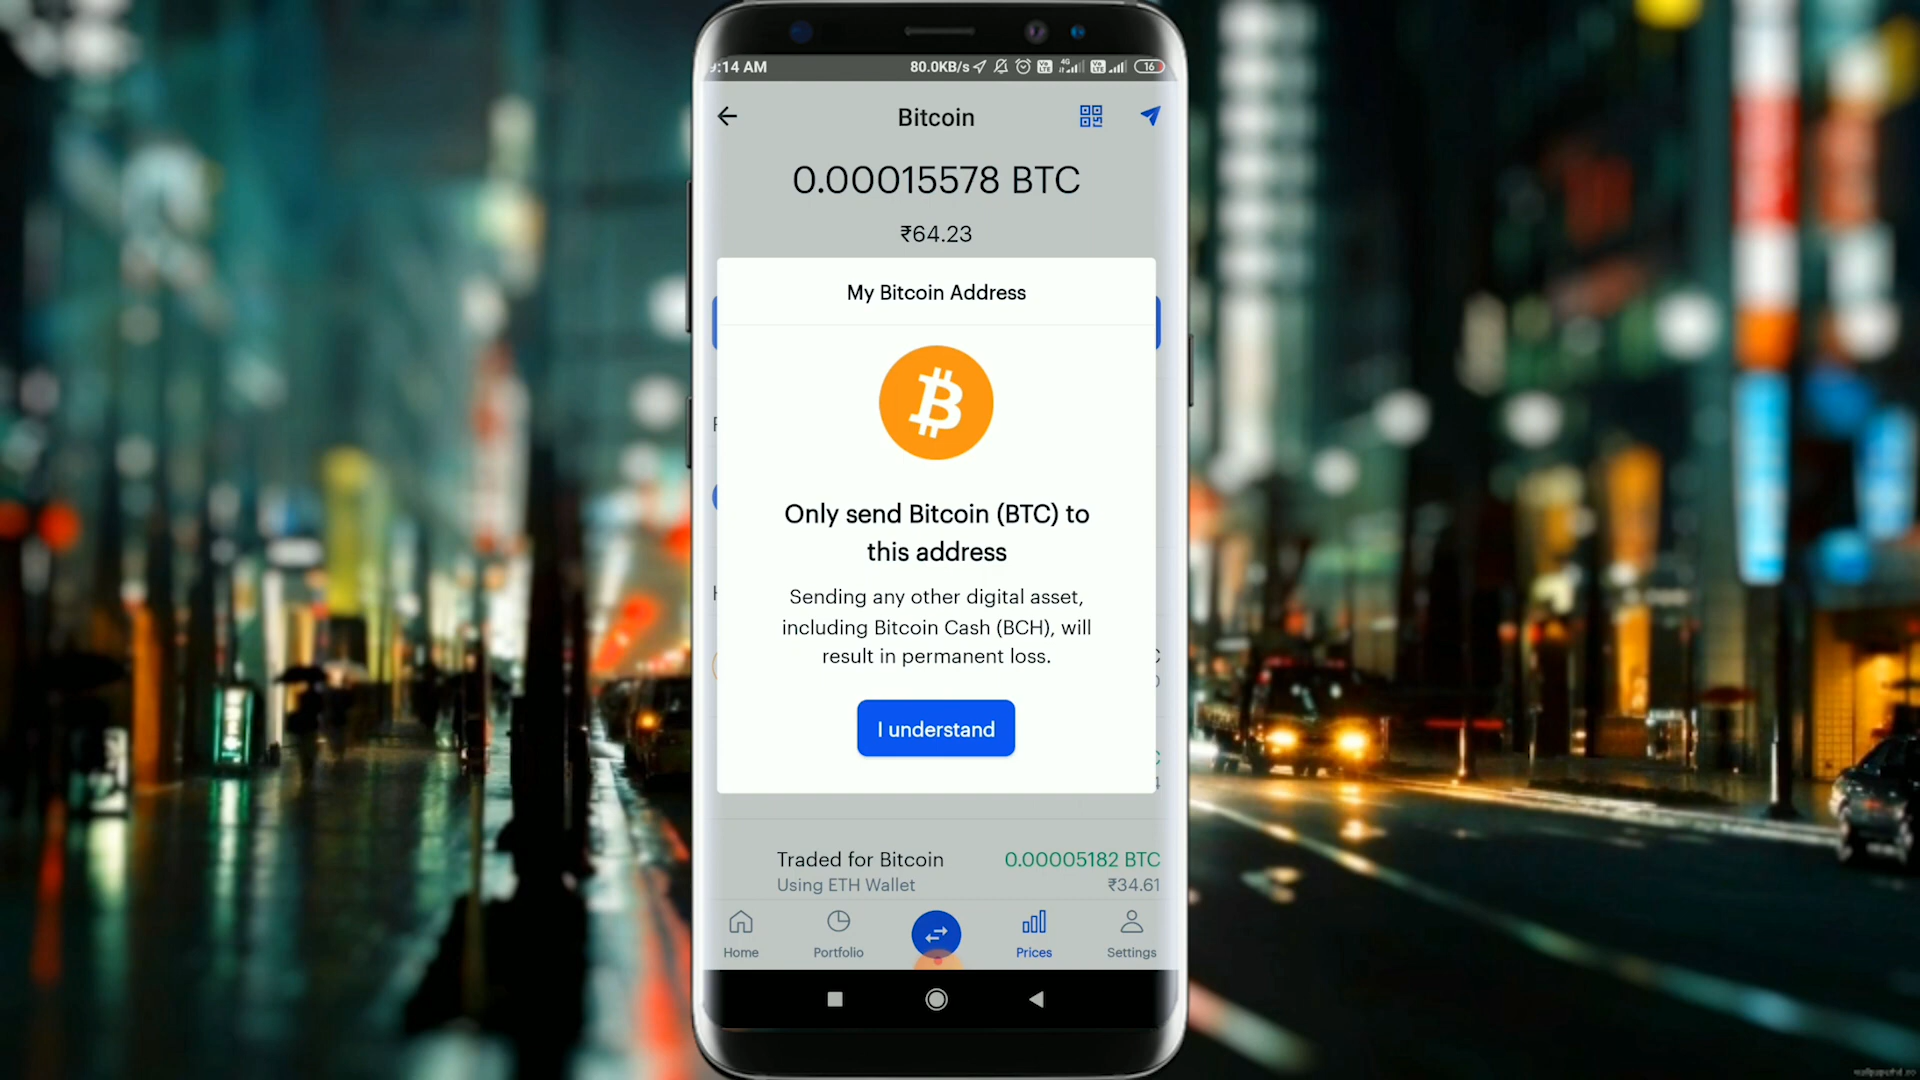 :14 AM 80.0KB/s 4G 16
Bitcoin
0.00015578 BTC
₹64.23
My Bitcoin Address
Only send Bitcoin (BTC) to
this address
Sending any other digital asset,
including Bitcoin Cash (BCH), will
result in permanent loss.
I understand
Traded for Bitcoin 0.00005182 BTC
Using ETH Wallet ₹34.61
Home Portfolio Prices Settings